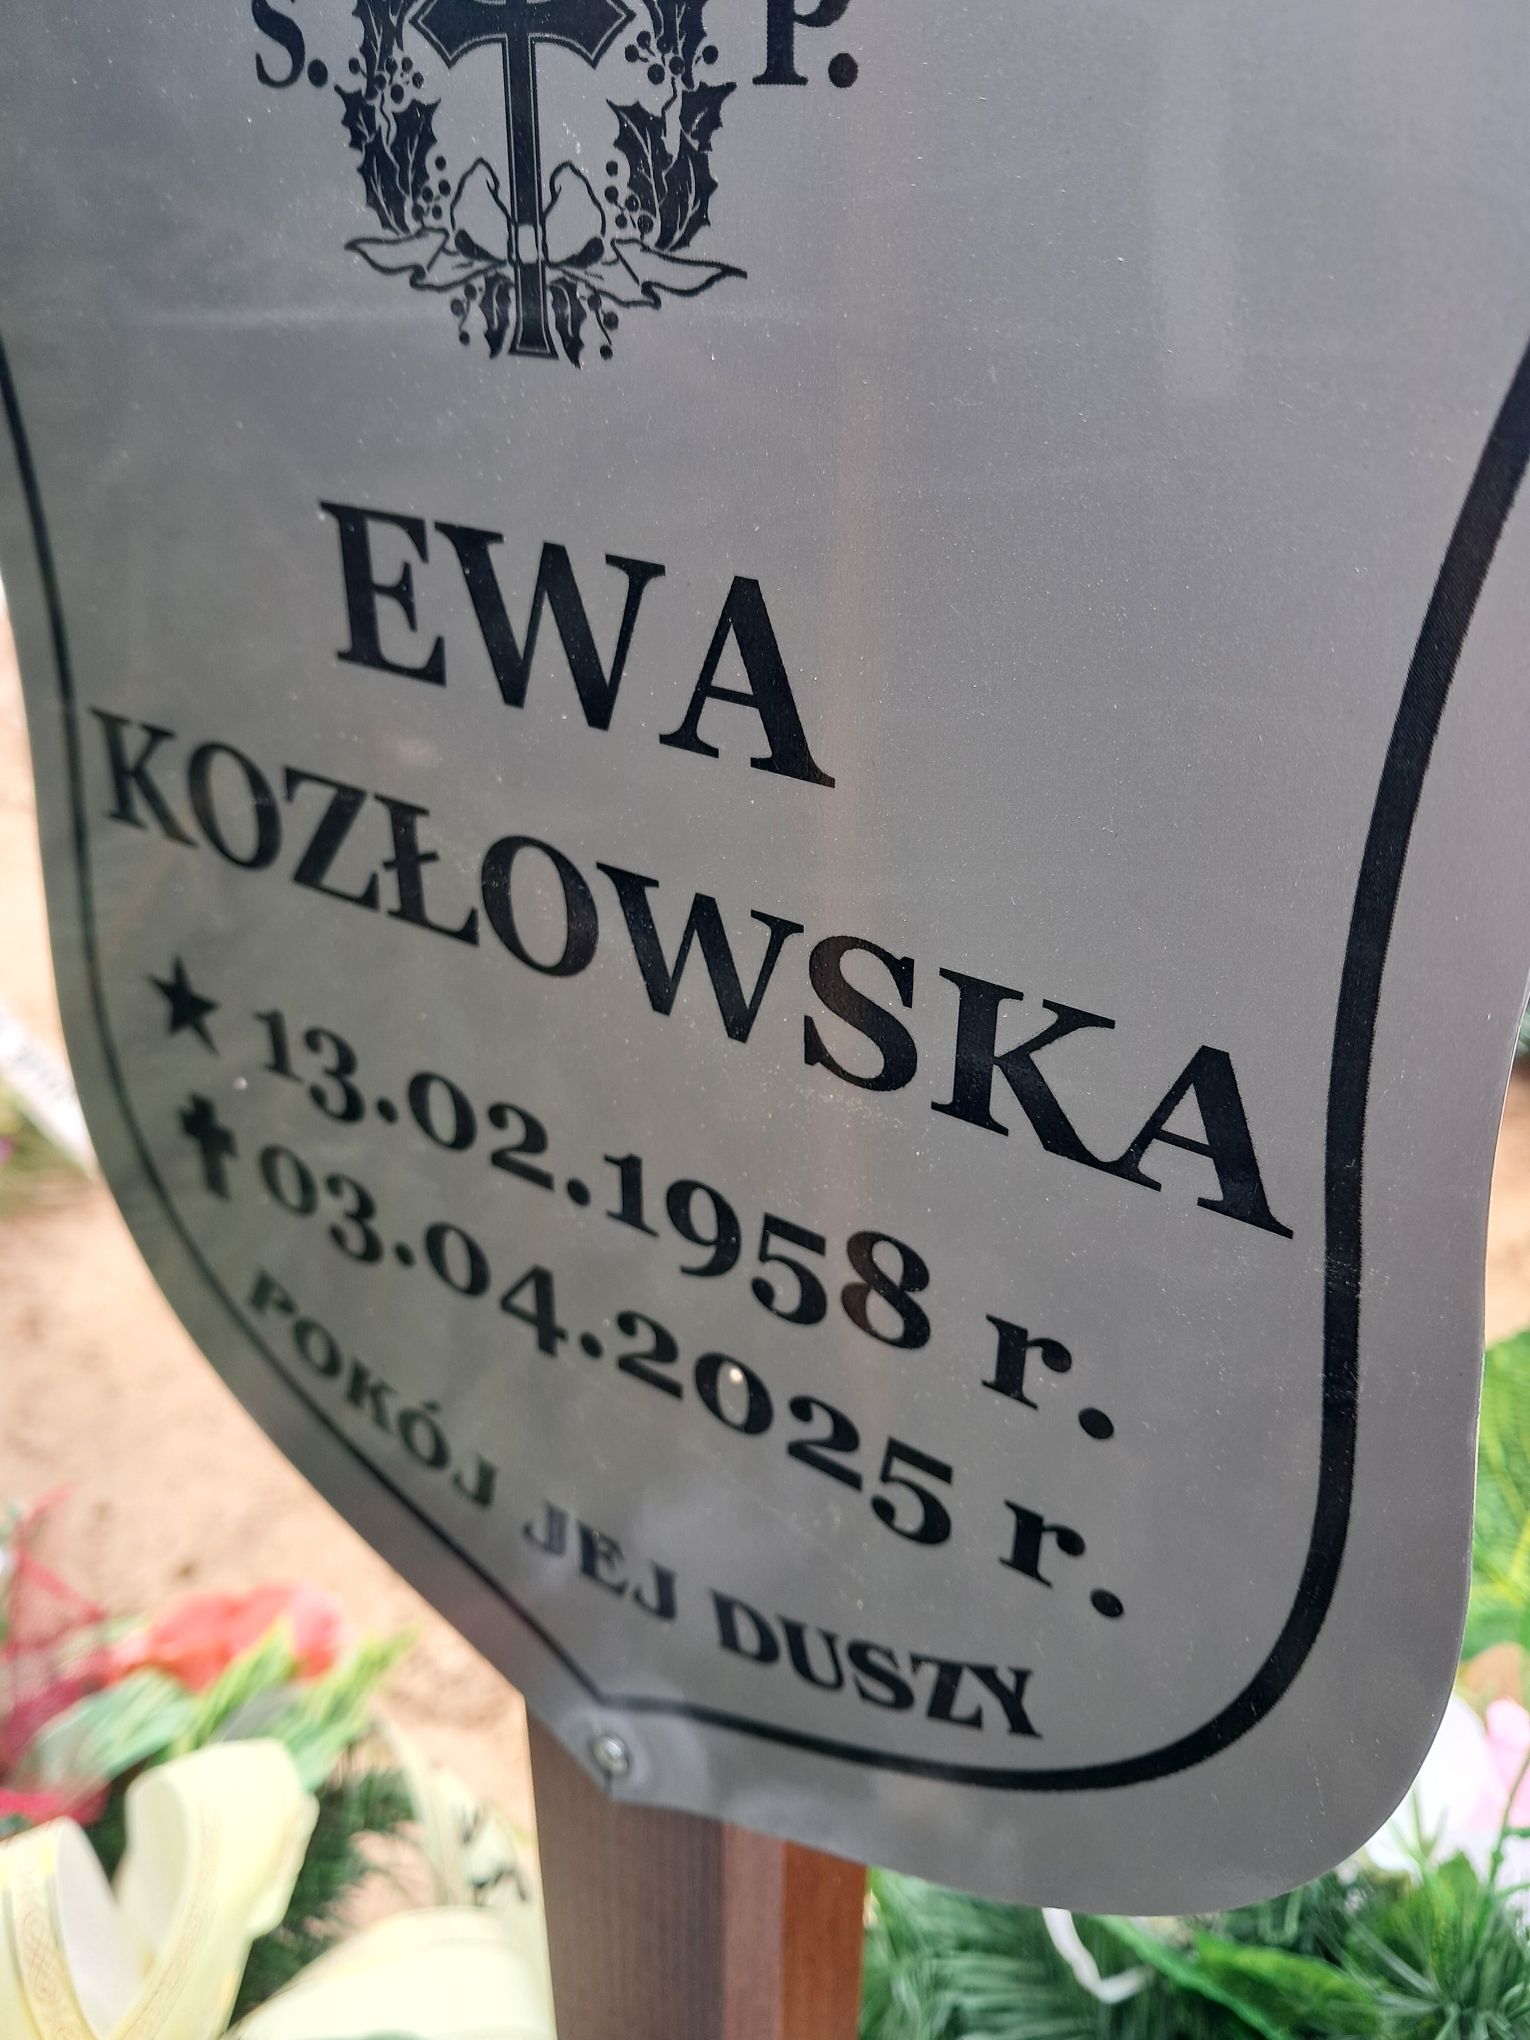 S. P.
EWA
KOZŁOWSKA
★ 13.02.1958 r.
✝ 03.04.2025 r.
POKÓJ JEJ DUSZY